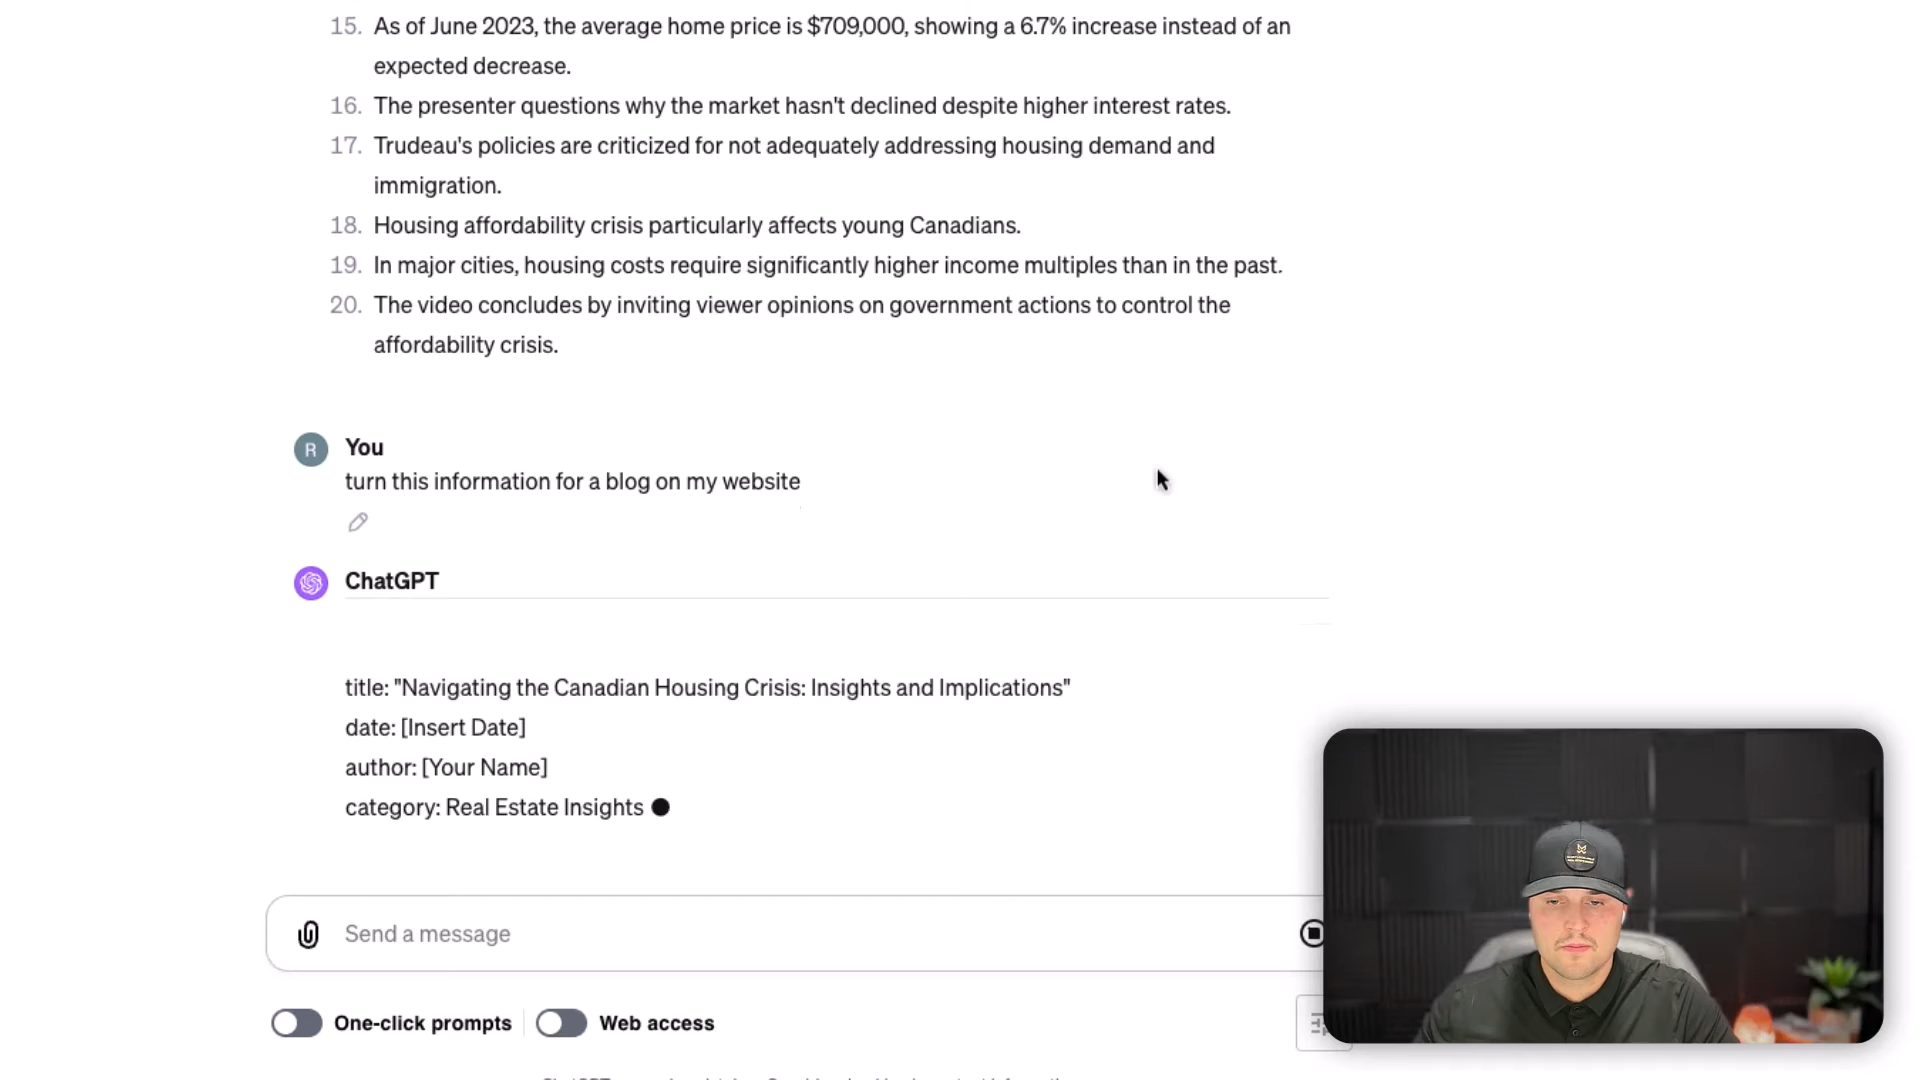 15. As of June 2023, the average home price is $709,000, showing a 6.7% increase instead of an
expected decrease.
16. The presenter questions why the market hasn't declined despite higher interest rates.
17. Trudeau's policies are criticized for not adequately addressing housing demand and
immigration.
18. Housing affordability crisis particularly affects young Canadians.
19. In major cities, housing costs require significantly higher income multiples than in the past.
20. The video concludes by inviting viewer opinions on government actions to control the
affordability crisis.
R You
turn this information for a blog on my website
ChatGPT
title: "Navigating the Canadian Housing Crisis: Insights and Implications"
date: [Insert Date]
author: [Your Name]
category: Real Estate Insights
Send a message
One-click prompts Web access